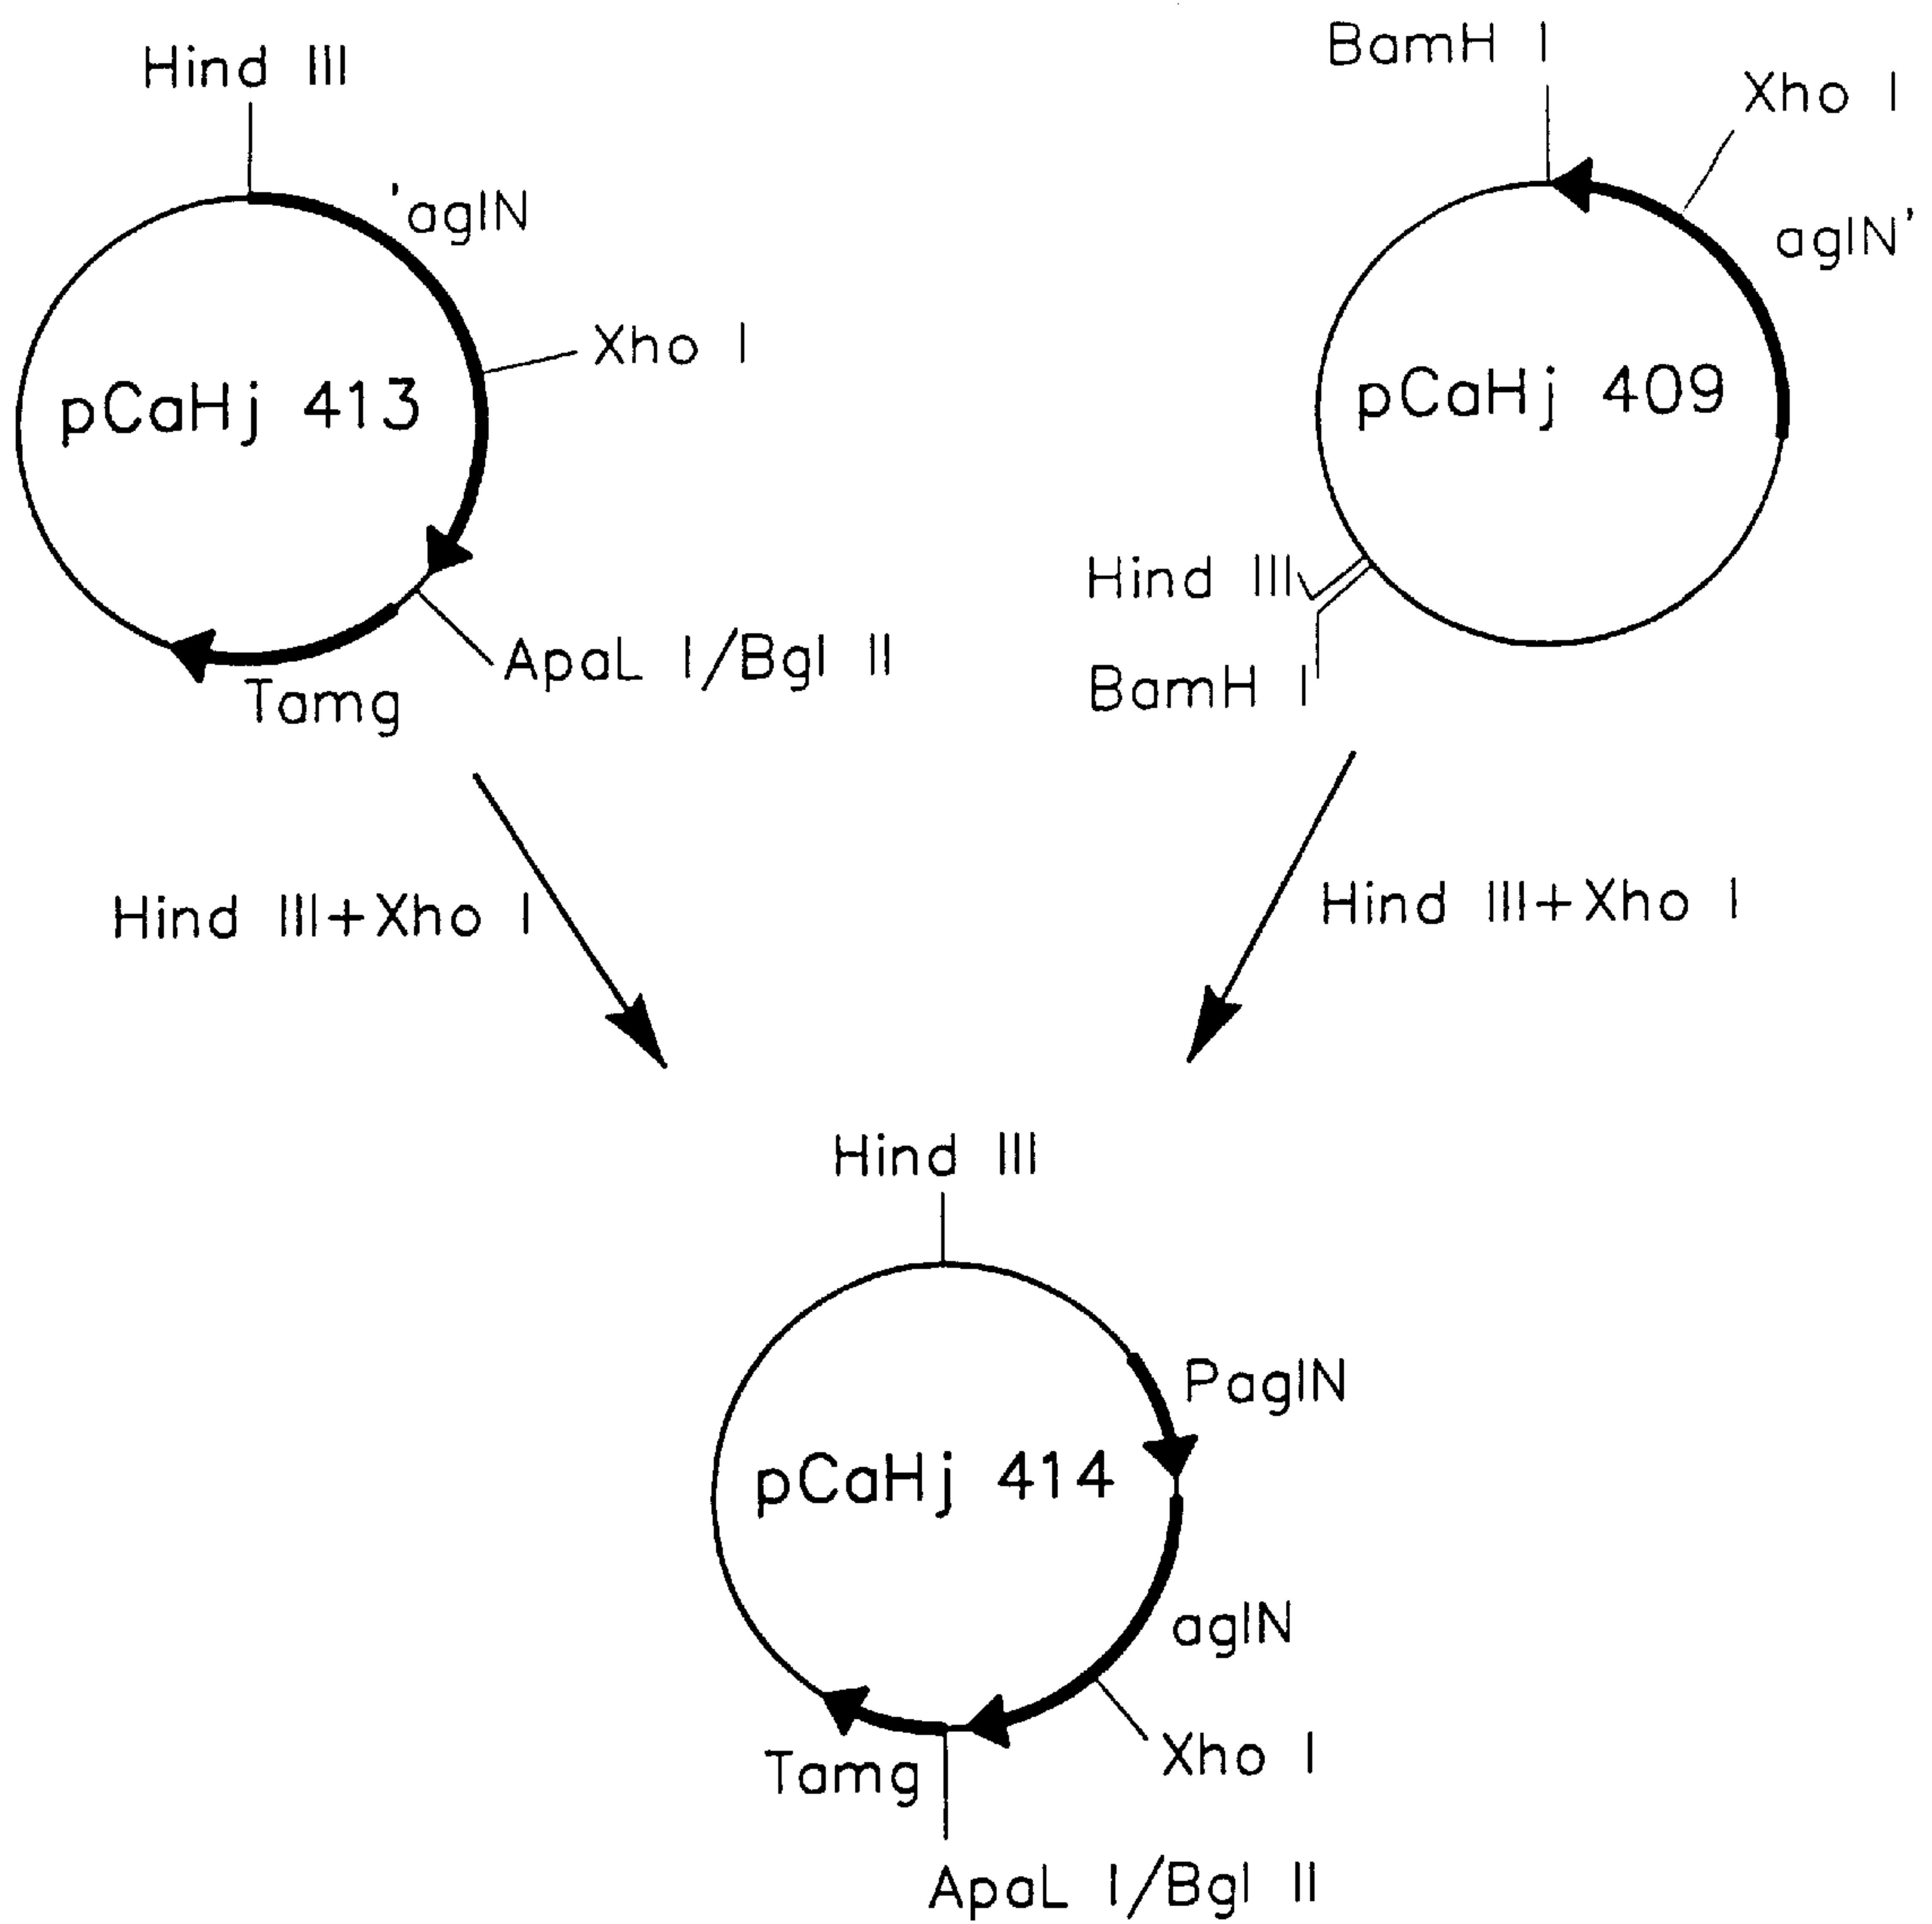 Hind III
'aglN
Xho I
pCaHj 413
ApaL I/Bgl II
Tamg
BamH I
Xho I
aglN'
pCaHj 409
Hind III
BamH I
Hind III+Xho I
Hind III+Xho I
Hind III
PaglN
pCaHj 414
aglN
Xho I
Tamg
ApaL I/Bgl II